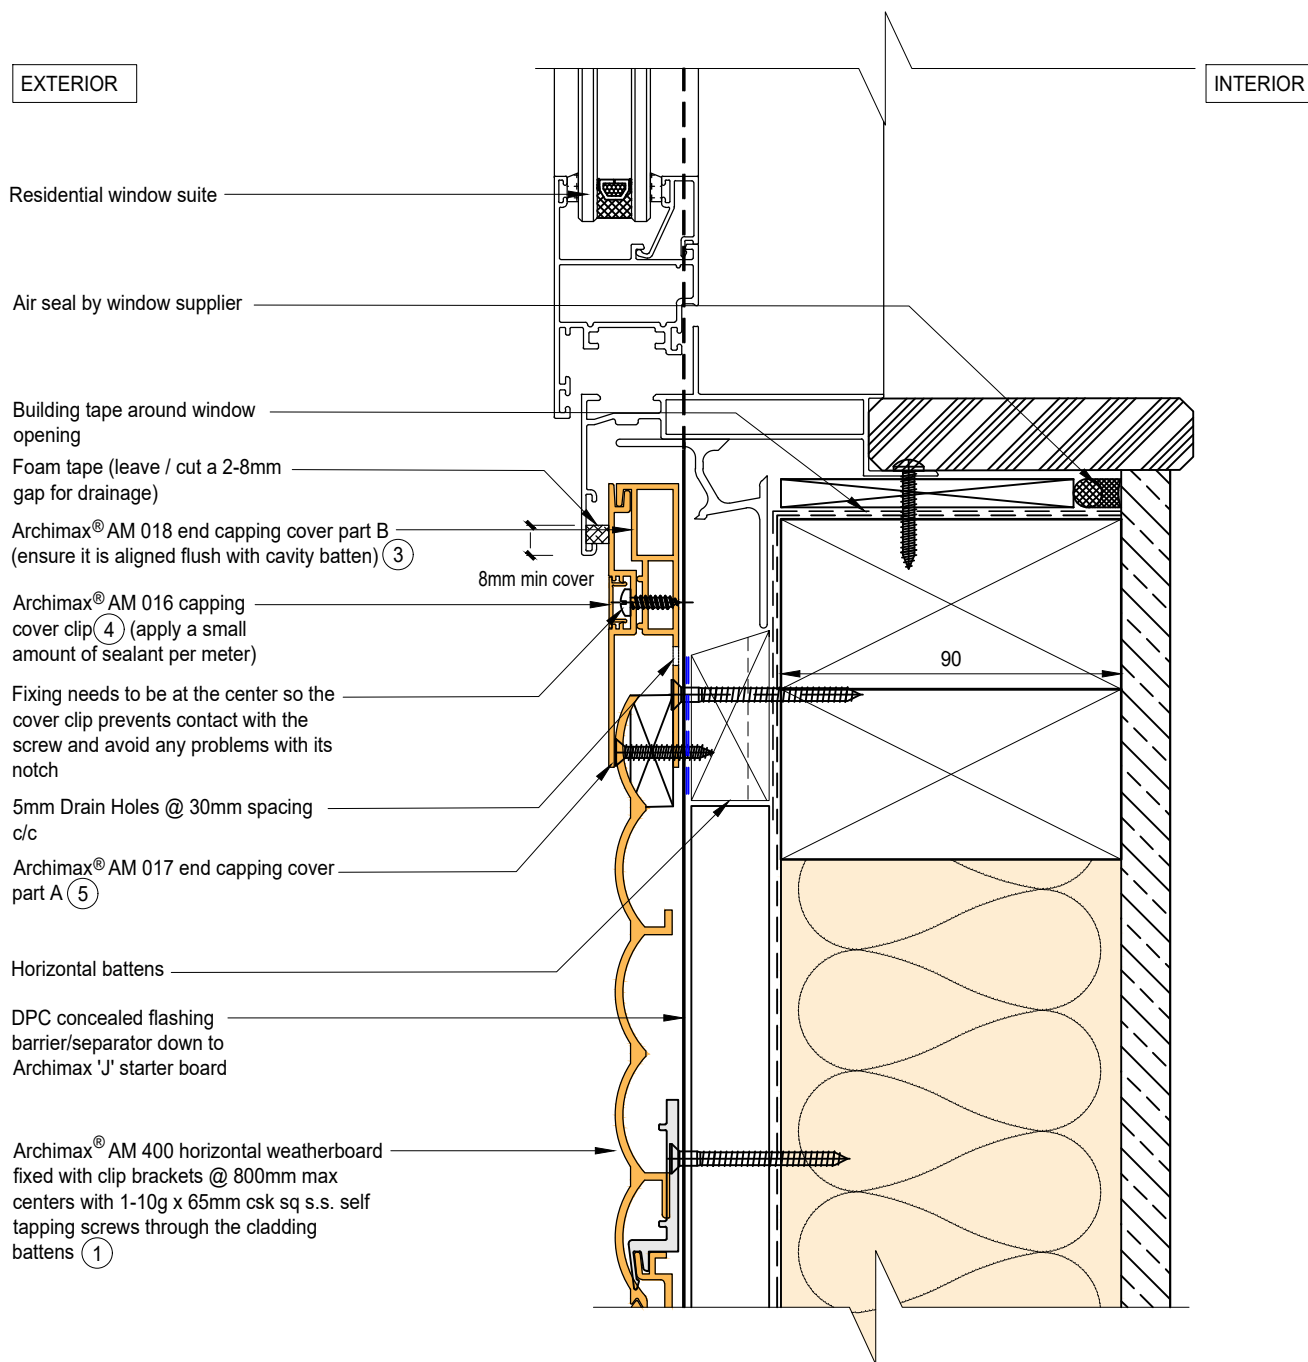 EXTERIOR
INTERIOR
Residential window suite
Air seal by window supplier
Building tape around window
opening
Foam tape (leave / cut a 2-8mm
gap for drainage)
Archimax® AM 018 end capping cover part B
(ensure it is aligned flush with cavity batten) 3
8mm min cover
Archimax® AM 016 capping
cover clip 4 (apply a small
amount of sealant per meter)
90
Fixing needs to be at the center so the
cover clip prevents contact with the
screw and avoid any problems with its
notch
5mm Drain Holes @ 30mm spacing
c/c
Archimax® AM 017 end capping cover
part A 5
Horizontal battens
DPC concealed flashing
barrier/separator down to
Archimax 'J' starter board
Archimax® AM 400 horizontal weatherboard
fixed with clip brackets @ 800mm max
centers with 1-10g x 65mm csk sq s.s. self
tapping screws through the cladding
battens 1